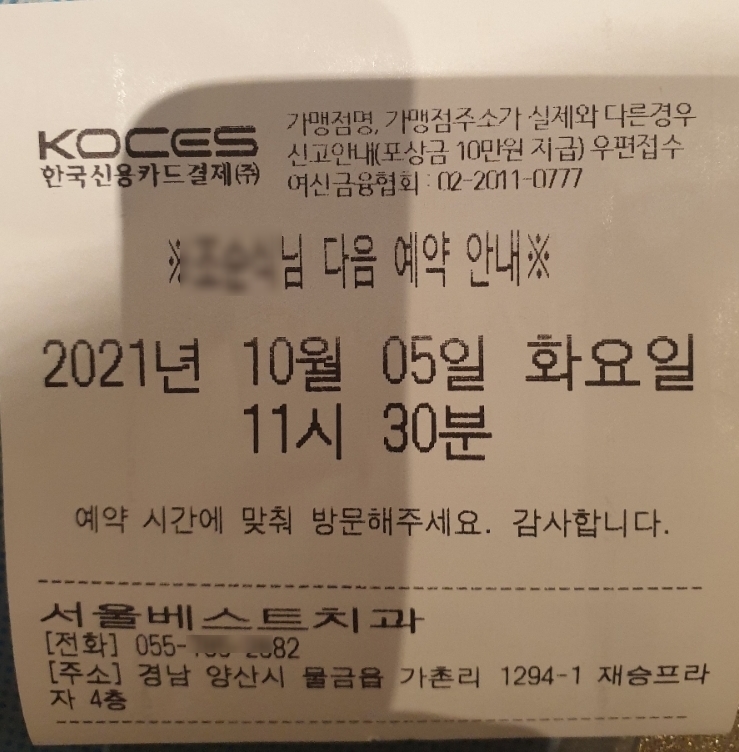 KOCES
한국신용카드결제(주)
가맹점명, 가맹점주소가 실제와 다른경우
신고안내(포상금 10만원 지급) 우편접수
여신금융협회 : 02-2011-0777
※ 님 다음 예약 안내※
2021년 10월 05일 화요일
11시 30분
예약 시간에 맞춰 방문해주세요. 감사합니다.
서울베스트치과
[전화] 055-
[주소] 경남 양산시 물금읍 가촌리 1294-1 재승프라
자 4층